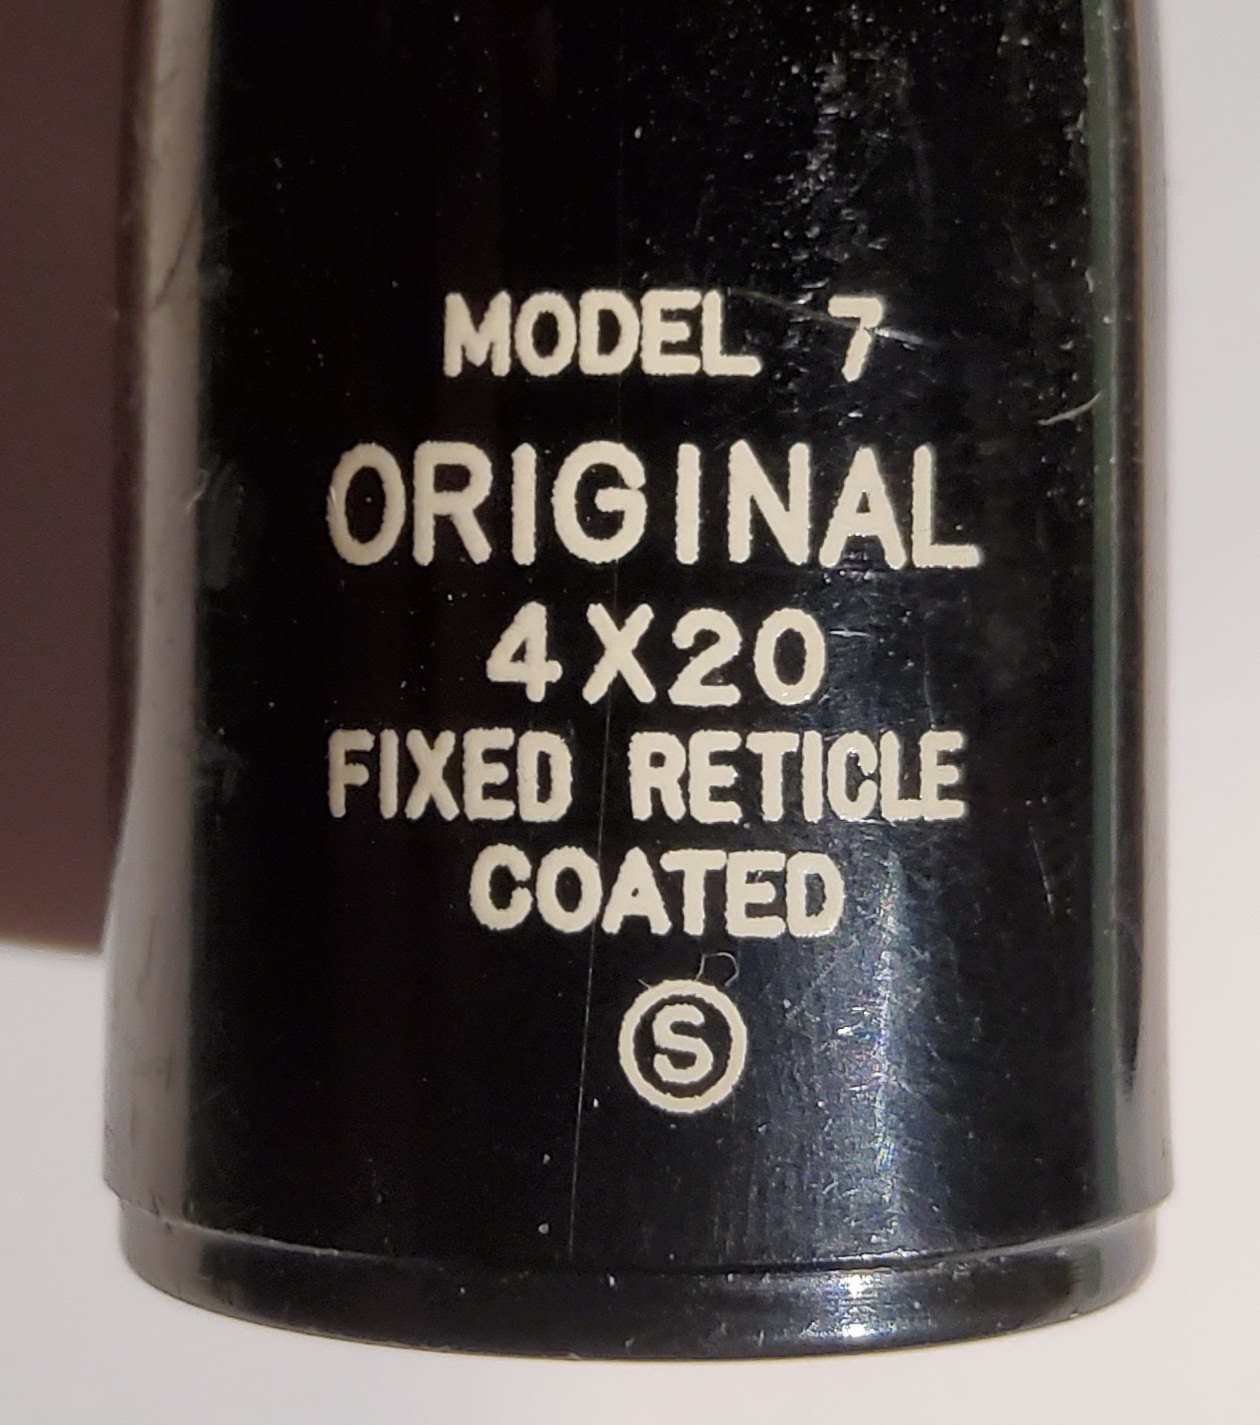 MODEL 7
ORIGINAL
4X20
FIXED RETICLE
COATED
S